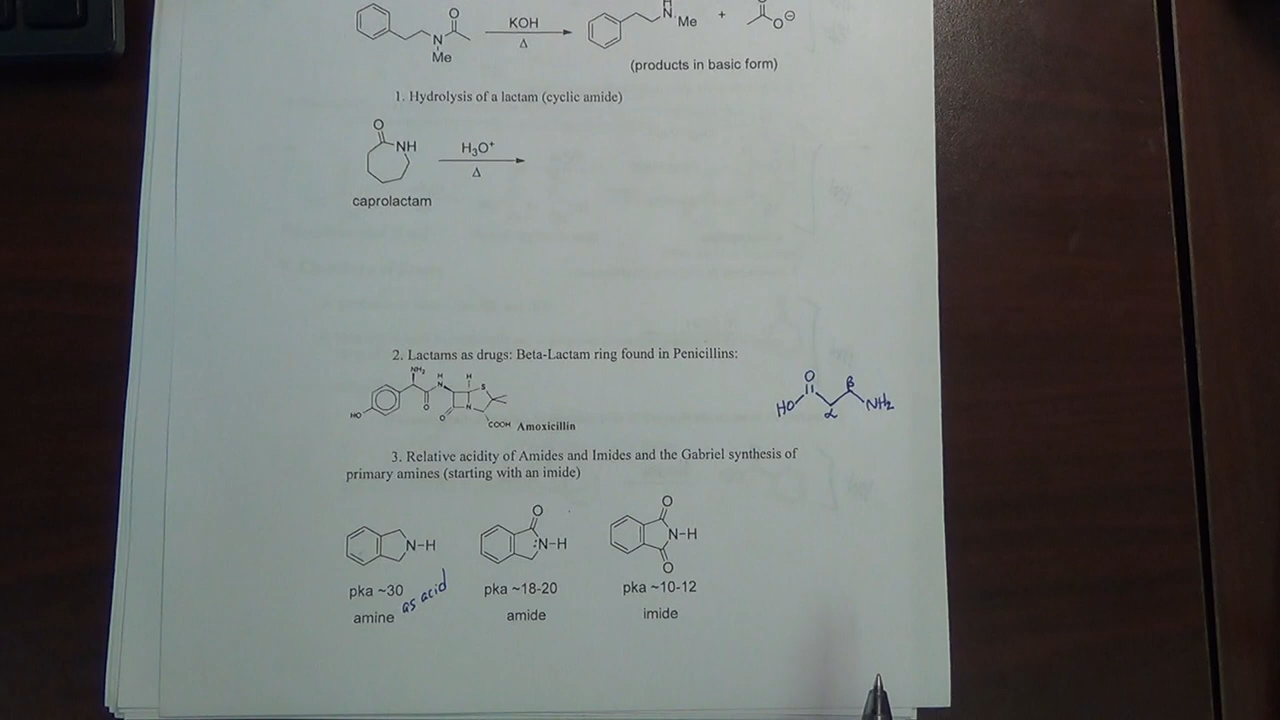 O
N
Me
KOH
Δ
H
N
Me
+
O⊖
(products in basic form)
1. Hydrolysis of a lactam (cyclic amide)
O
NH
H₃O⁺
Δ
caprolactam
2. Lactams as drugs: Beta-Lactam ring found in Penicillins:
HO
NH₂
O
H
N
H
S
O
N
COOH Amoxicillin
HO
O
α
β
NH₂
3. Relative acidity of Amides and Imides and the Gabriel synthesis of
primary amines (starting with an imide)
N-H
O
:N-H
O
N-H
O
pka ~30 as acid
pka ~18-20
pka ~10-12
amine
amide
imide